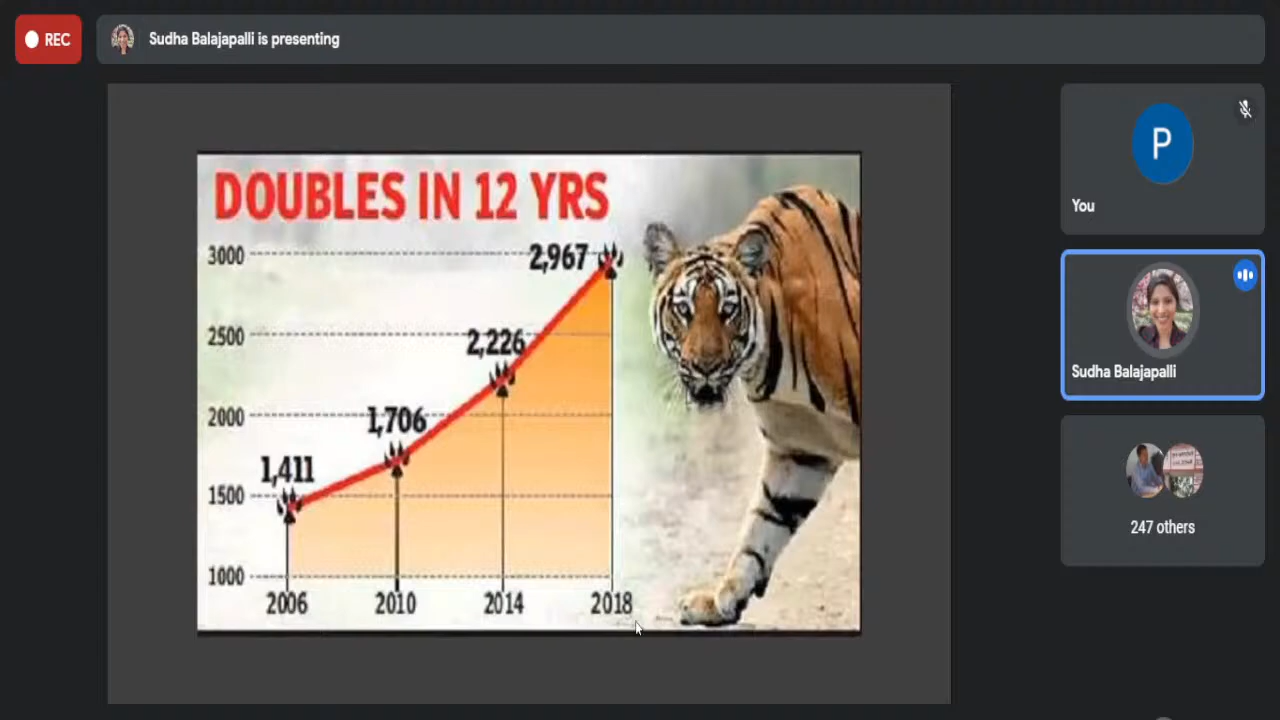 REC
Sudha Balajapalli is presenting
DOUBLES IN 12 YRS
3000
2500
2000
1500
1000
1,411
1,706
2,226
2,967
2006 2010 2014 2018
P
You
Sudha Balajapalli
247 others